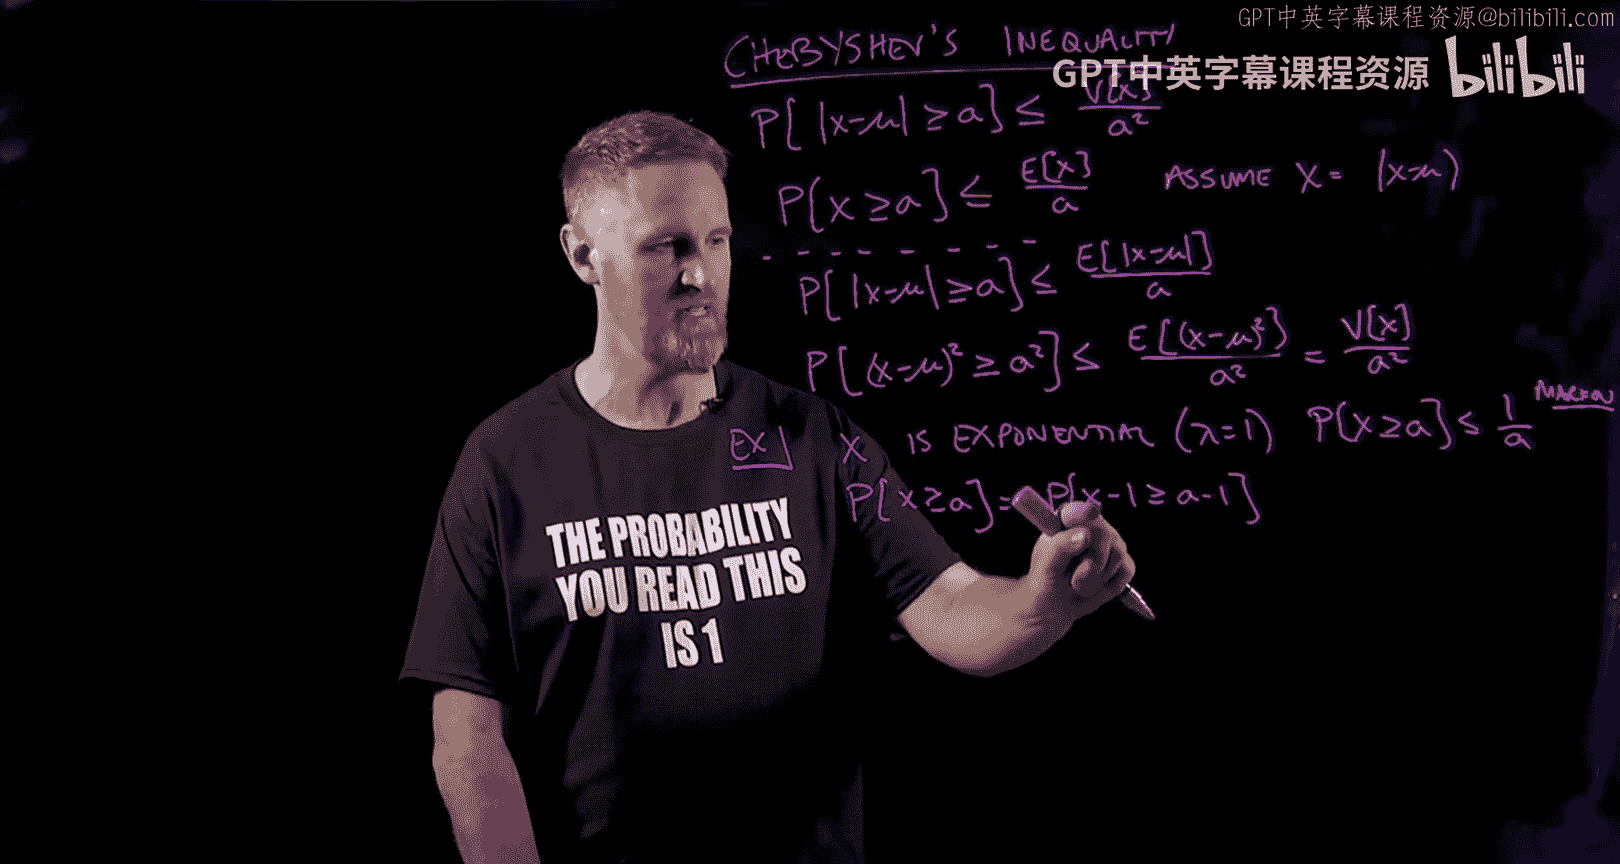 GPT中英字幕课程资源@bilibili.com
GPT中英字幕课程资源 bilibili
CHEBYSHEV'S INEQUALITY
P[|x-μ| ≥ a] ≤ V[x]/a²
P[x ≥ a] ≤ E[x]/a ASSUME X = |x-μ|
P[|x-μ| ≥ a] ≤ E[|x-μ|]/a
P[(x-μ)² ≥ a²] ≤ E[(x-μ)²]/a² = V[x]/a²
EX X IS EXPONENTIAL (λ=1) P[x ≥ a] ≤ 1/a MARKOV
P[x ≥ a] = P[x-1 ≥ a-1]
THE PROBABILITY
YOU READ THIS
IS 1